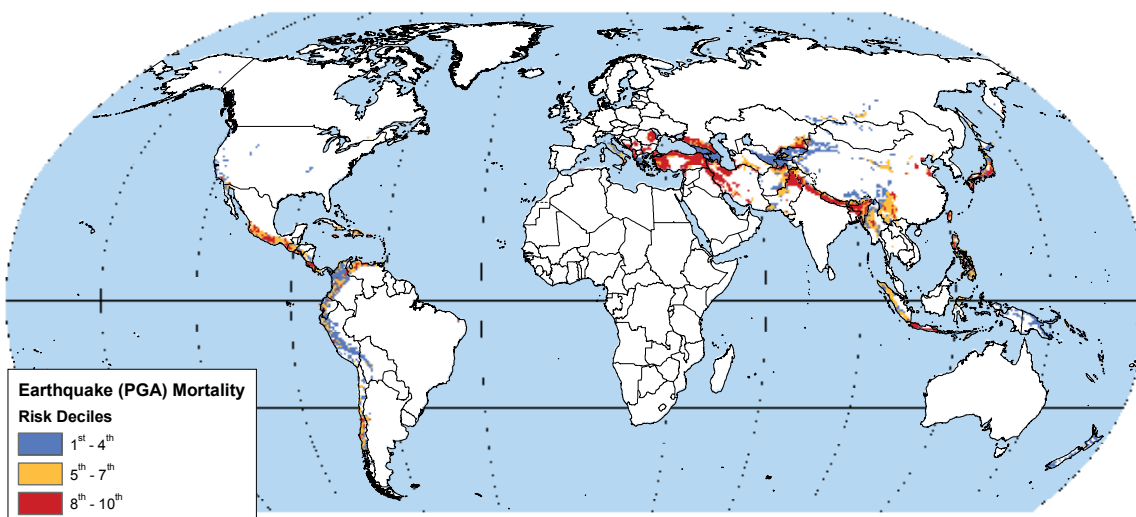 Earthquake (PGA) Mortality
Risk Deciles
1st - 4th
5th - 7th
8th - 10th